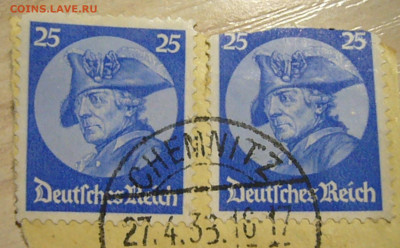 COINS.LAVE.RU
25 25 25 25
Deutsches Reich Deutsches Reich
CHEMNITZ
27.4.33.16-17